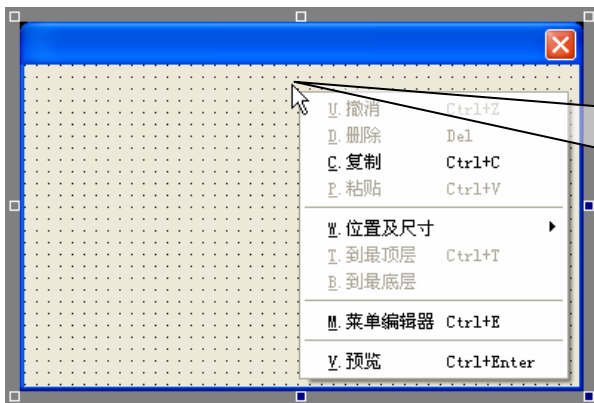 U.撤消 Ctrl+Z
D.删除 Del
C.复制 Ctrl+C
P.粘贴 Ctrl+V
W.位置及尺寸
T.到最顶层 Ctrl+T
B.到最底层
M.菜单编辑器 Ctrl+E
V.预览 Ctrl+Enter